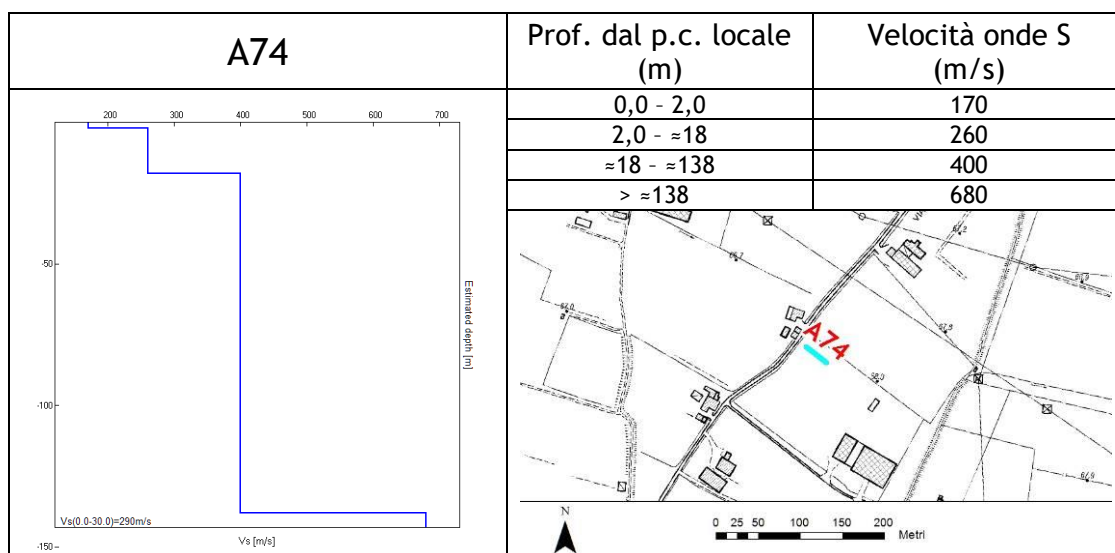 A74
Prof. dal p.c. locale
(m)
Velocità onde S
(m/s)
0,0 – 2,0
170
2,0 – ≈18
260
≈18 – ≈138
400
> ≈138
680
200
300
400
500
600
700
-50
-100
-150
Estimated depth [m]
Vs(0.0-30.0)=290m/s
Vs [m/s]
A74
N
0 25 50 100 150 200
Metri